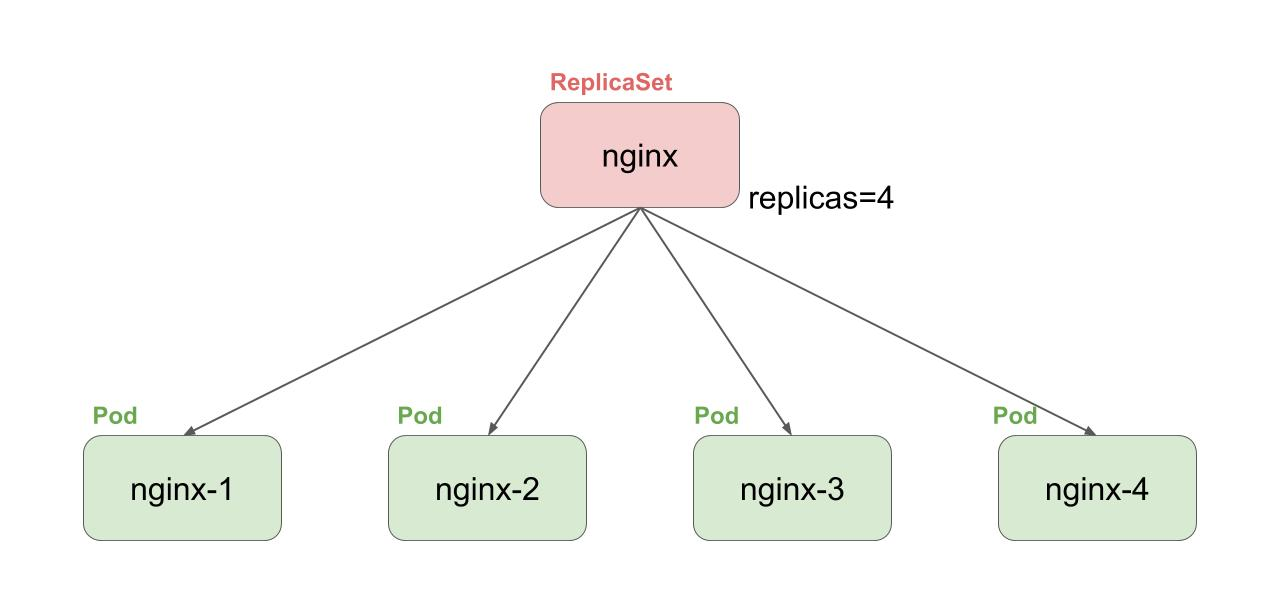 ReplicaSet
nginx
replicas=4
Pod
Pod
Pod
Pod
nginx-1
nginx-2
nginx-3
nginx-4